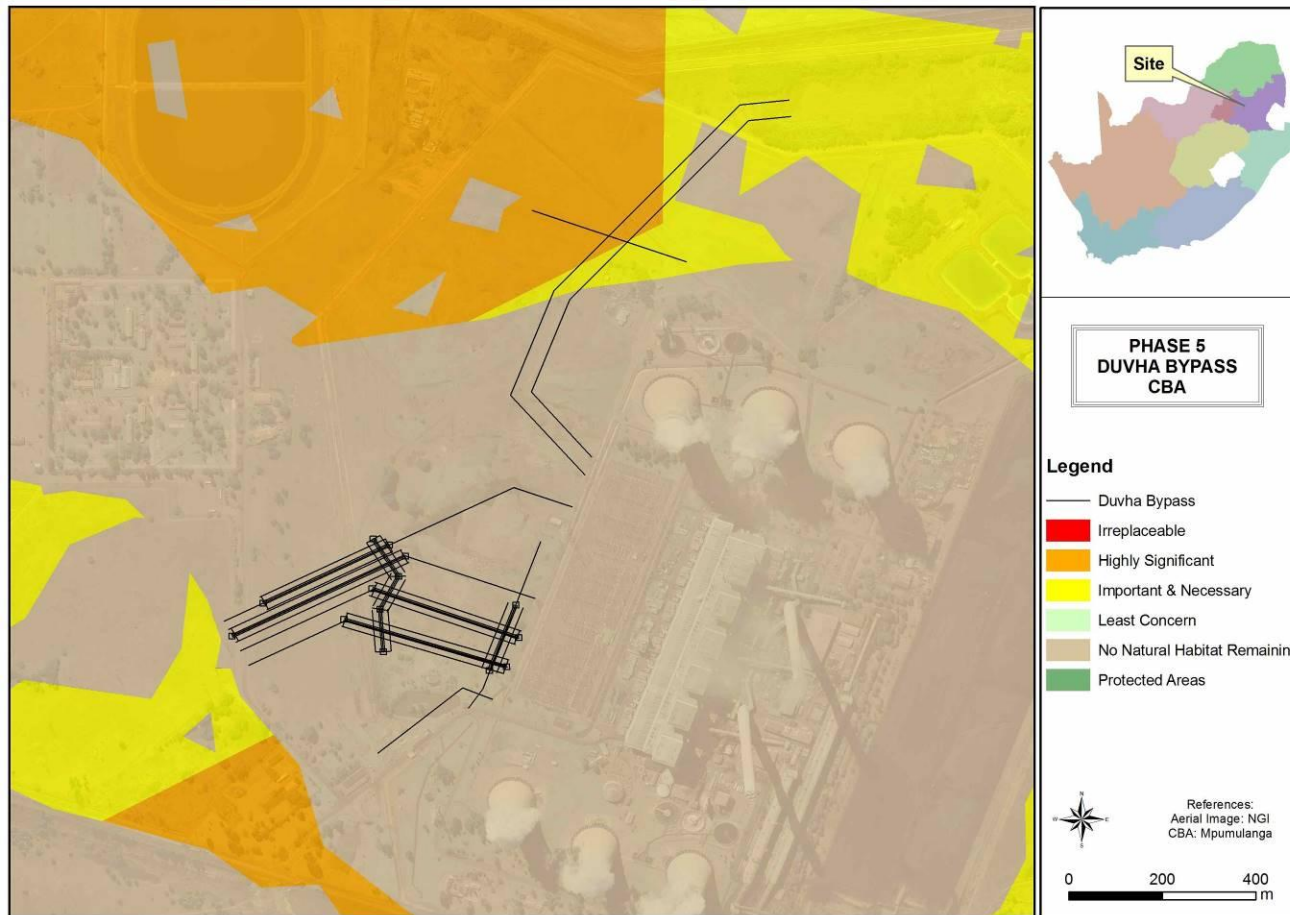 Site
PHASE 5
DUVHA BYPASS
CBA
Legend
Duvha Bypass
Irreplaceable
Highly Significant
Important & Necessary
Least Concern
No Natural Habitat Remainin
Protected Areas
N
W E
S
References:
Aerial Image: NGI
CBA: Mpumulanga
0 200 400
m